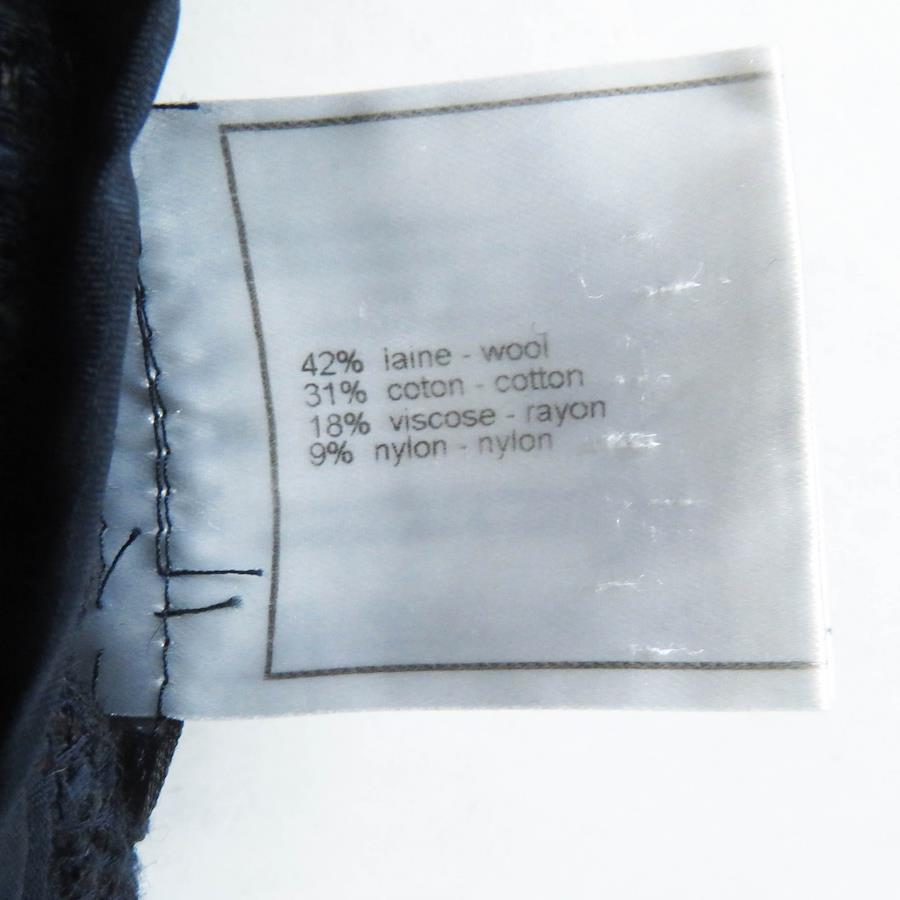 42% laine - wool
31% coton - cotton
18% viscose - rayon
9% nylon - nylon